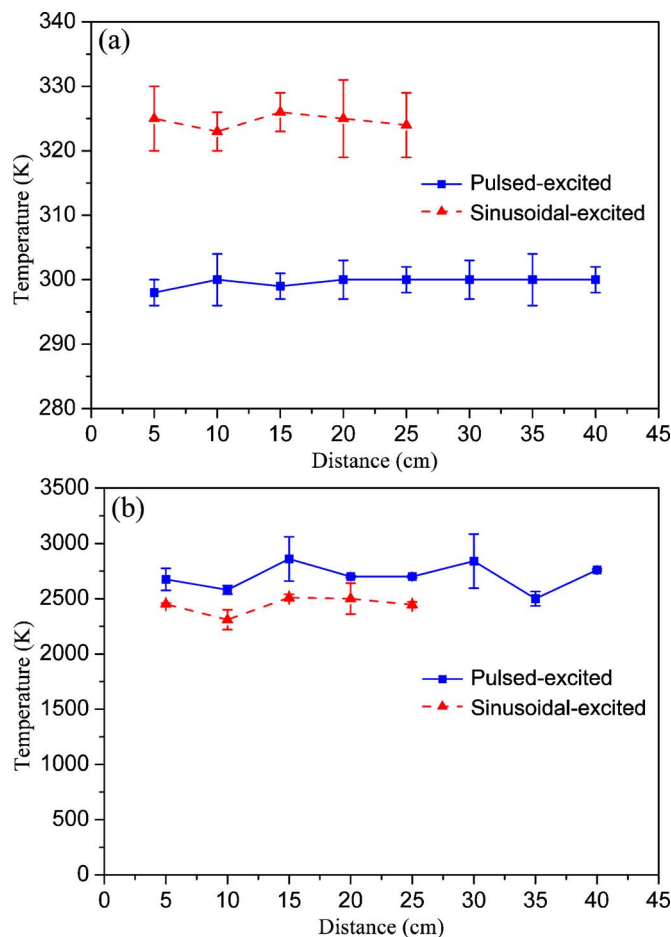 (a)
340
330
320
310
300
290
280
Temperature (K)
Pulsed-excited
Sinusoidal-excited
0 5 10 15 20 25 30 35 40 45
Distance (cm)
(b)
3500
3000
2500
2000
1500
1000
500
0
Temperature (K)
Pulsed-excited
Sinusoidal-excited
5 10 15 20 25 30 35 40 45
Distance (cm)